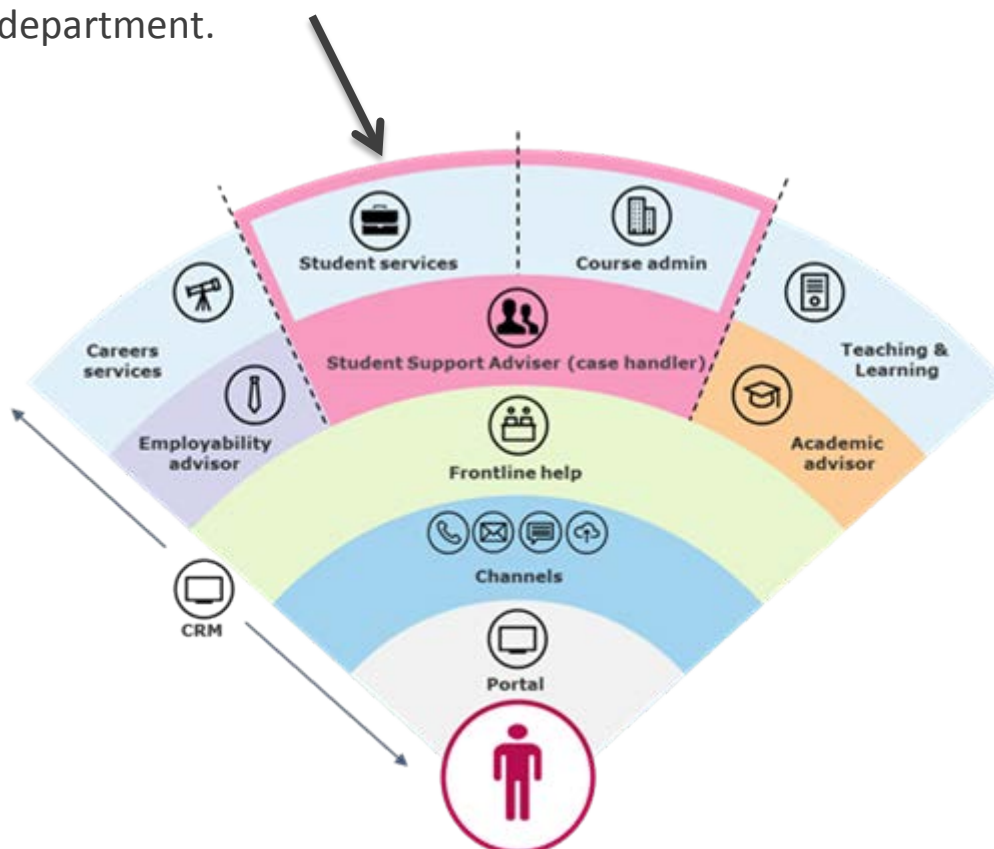 department.
Student services
Course admin
Careers
services
Student Support Adviser (case handler)
Teaching &
Learning
Employability
advisor
Academic
advisor
Frontline help
Channels
CRM
Portal